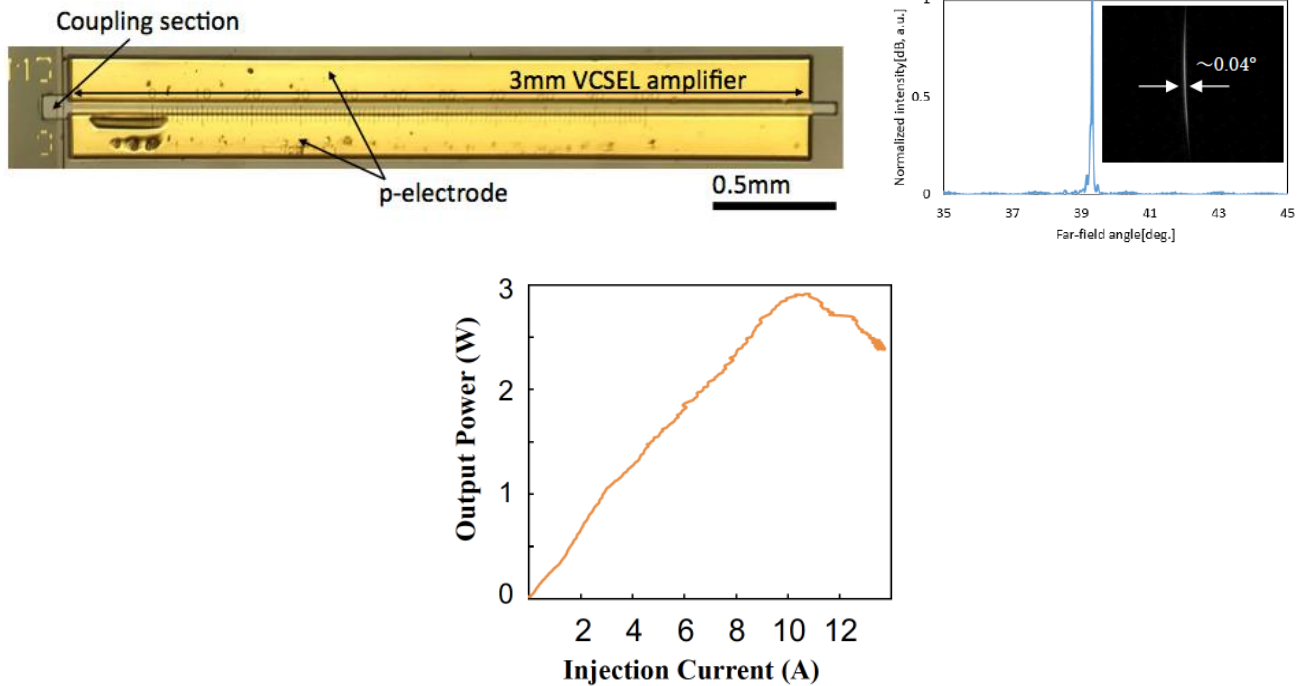 Coupling section
3mm VCSEL amplifier
p-electrode
0.5mm
Normalized intensity[dB, a.u.]
1
0.5
0
~0.04°
35 37 39 41 43 45
Far-field angle[deg.]
Output Power (W)
3
2
1
0
2 4 6 8 10 12
Injection Current (A)